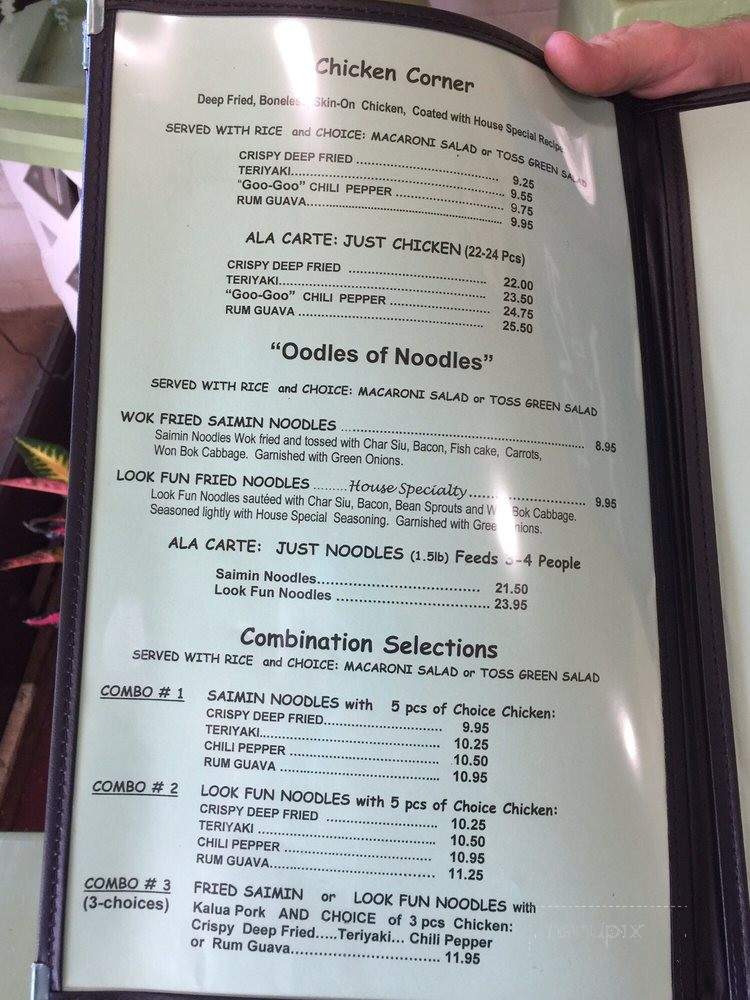 Chicken Corner
Deep Fried, Boneless, Skin-On Chicken, Coated with House Special Recipe
SERVED WITH RICE and CHOICE: MACARONI SALAD or TOSS GREEN SALAD
CRISPY DEEP FRIED ........................................ 9.25
TERIYAKI............................................................ 9.55
"Goo-Goo" CHILI PEPPER ............................... 9.75
RUM GUAVA....................................................... 9.95
ALA CARTE: JUST CHICKEN (22-24 Pcs)
CRISPY DEEP FRIED ...................................... 22.00
TERIYAKI.......................................................... 23.50
"Goo-Goo" CHILI PEPPER ............................. 24.75
RUM GUAVA .................................................... 25.50
"Oodles of Noodles"
SERVED WITH RICE and CHOICE: MACARONI SALAD or TOSS GREEN SALAD
WOK FRIED SAIMIN NOODLES ................................................................ 8.95
Saimin Noodles Wok fried and tossed with Char Siu, Bacon, Fish cake, Carrots,
Won Bok Cabbage. Garnished with Green Onions.
LOOK FUN FRIED NOODLES .........House Specialty............................... 9.95
Look Fun Noodles sautéed with Char Siu, Bacon, Bean Sprouts and Bok Cabbage.
Seasoned lightly with House Special Seasoning. Garnished with Onions.
ALA CARTE: JUST NOODLES (1.5lb) Feeds 3-4 People
Saimin Noodles............................................ 21.50
Look Fun Noodles ......................................... 23.95
Combination Selections
SERVED WITH RICE and CHOICE: MACARONI SALAD or TOSS GREEN SALAD
COMBO # 1 SAIMIN NOODLES with 5 pcs of Choice Chicken:
CRISPY DEEP FRIED............................... 9.95
TERIYAKI................................................ 10.25
CHILI PEPPER ........................................ 10.50
RUM GUAVA .......................................... 10.95
COMBO # 2 LOOK FUN NOODLES with 5 pcs of Choice Chicken:
CRISPY DEEP FRIED .............................. 10.25
TERIYAKI ............................................... 10.50
CHILI PEPPER ....................................... 10.95
RUM GUAVA........................................... 11.25
COMBO # 3 FRIED SAIMIN or LOOK FUN NOODLES with
(3-choices) Kalua Pork AND CHOICE of 3 pcs Chicken:
Crispy Deep Fried.....Teriyaki... Chili Pepper
or Rum Guava....................................... 11.95